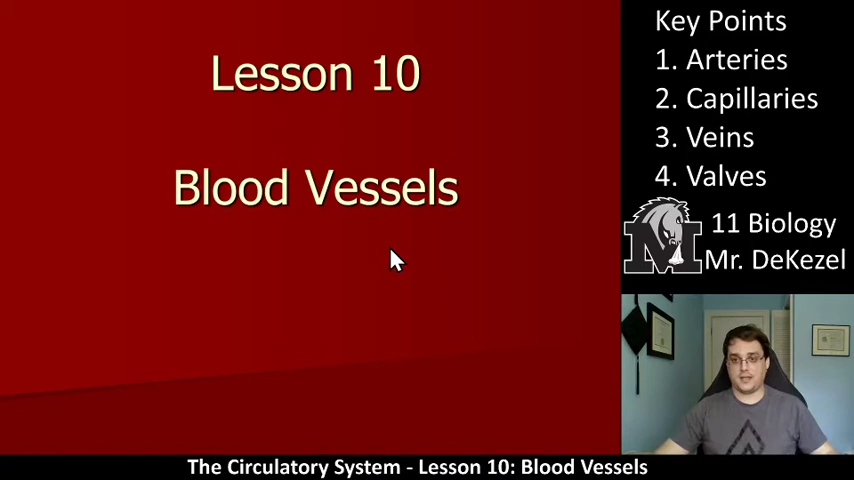 Lesson 10
Blood Vessels
Key Points
1. Arteries
2. Capillaries
3. Veins
4. Valves
M
11 Biology
Mr. DeKezel
The Circulatory System - Lesson 10: Blood Vessels